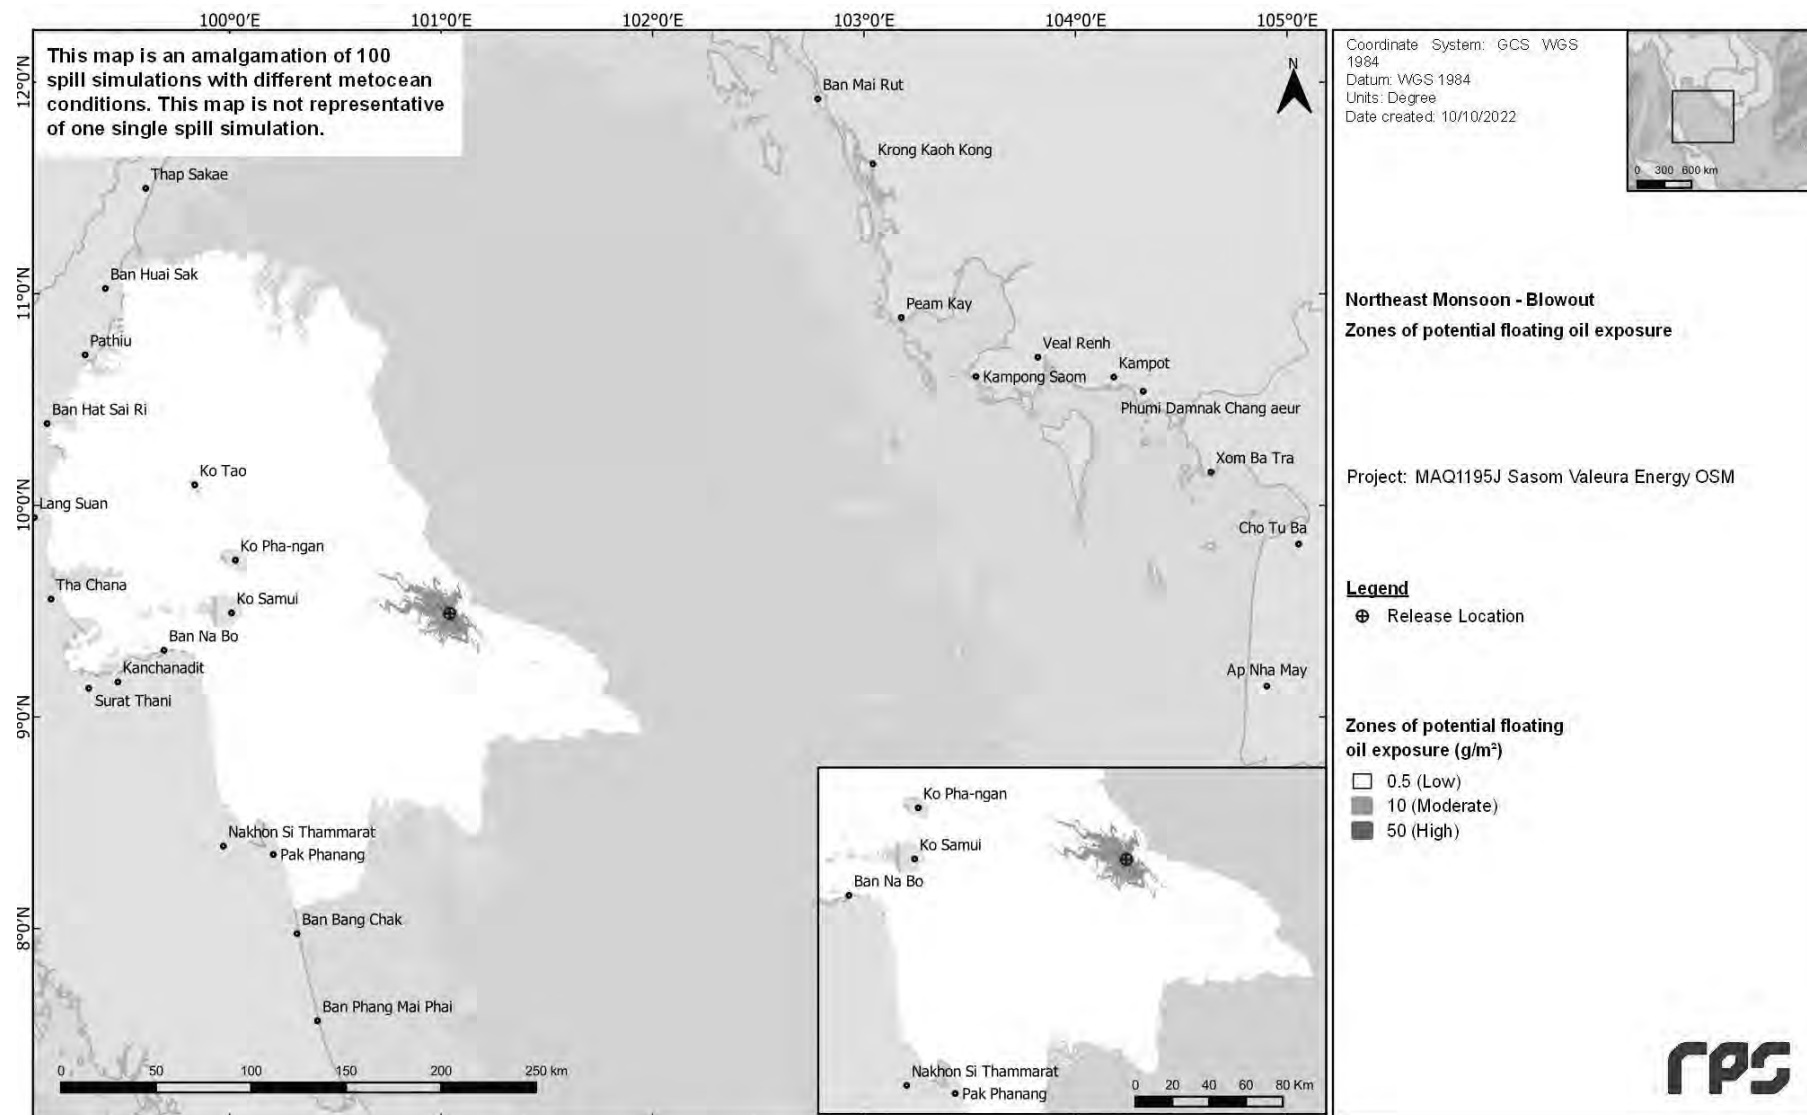 100°0'E 101°0'E 102°0'E 103°0'E 104°0'E 105°0'E
12°0'N
11°0'N
10°0'N
9°0'N
8°0'N
This map is an amalgamation of 100
spill simulations with different metocean
conditions. This map is not representative
of one single spill simulation.
N
Ban Mai Rut
Krong Kaoh Kong
Thap Sakae
Ban Huai Sak
Peam Kay
Pathiu
Veal Renh
Kampot
Kampong Saom
Phumi Damnak Chang aeur
Ban Hat Sai Ri
Xom Ba Tra
Ko Tao
Lang Suan
Cho Tu Ba
Ko Pha-ngan
Tha Chana
Ko Samui
Ban Na Bo
Kanchanadit
Surat Thani
Ap Nha May
Nakhon Si Thammarat
Pak Phanang
Ban Bang Chak
Ban Phang Mai Phai
0 50 100 150 200 250 km
Ko Pha-ngan
Ko Samui
Ban Na Bo
Nakhon Si Thammarat
Pak Phanang
0 20 40 60 80 Km
Coordinate System: GCS WGS
1984
Datum: WGS 1984
Units: Degree
Date created: 10/10/2022
0 300 600 km
Northeast Monsoon - Blowout
Zones of potential floating oil exposure
Project: MAQ1195J Sasom Valeura Energy OSM
Legend
Release Location
Zones of potential floating
oil exposure (g/m²)
0.5 (Low)
10 (Moderate)
50 (High)
rps